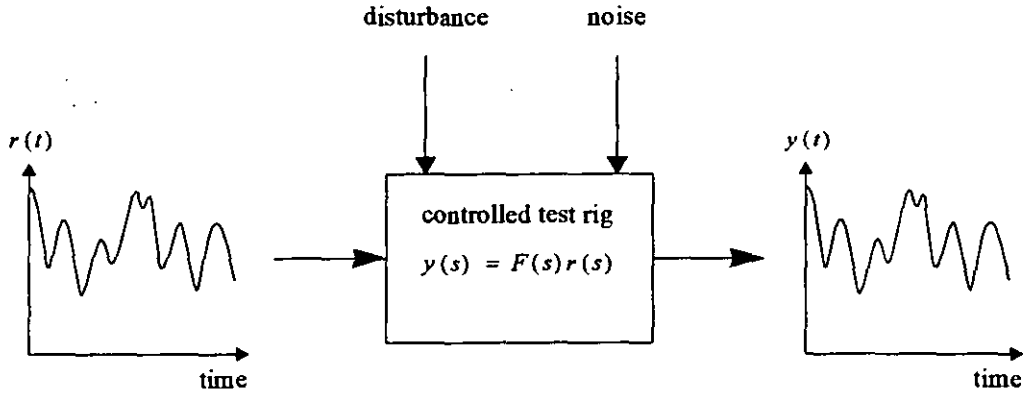 disturbance noise
r(t) y(t)
controlled test rig
y(s) = F(s)r(s)
time time